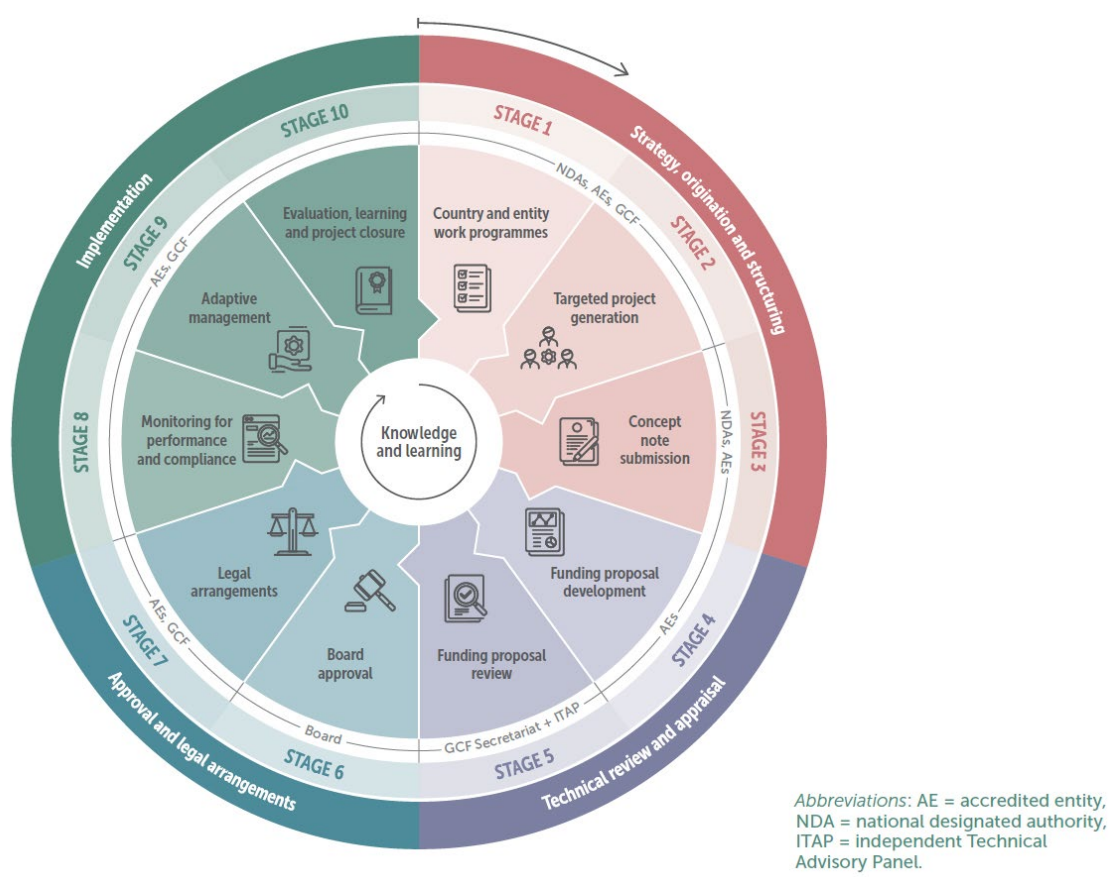 STAGE 1
Strategy, origination and structuring
NDAs, AEs, GCF
Country and entity
work programmes
STAGE 2
Targeted project
generation
STAGE 3
NDAs, AEs
Concept
note
submission
STAGE 4
AEs
Funding proposal
development
Technical review and appraisal
STAGE 5
GCF Secretariat + ITAP
Funding proposal
review
STAGE 6
Board
Board
approval
Approval and legal arrangements
STAGE 7
AEs, GCF
Legal
arrangements
STAGE 8
Monitoring for
performance
and compliance
Implementation
STAGE 9
AEs, GCF
Adaptive
management
STAGE 10
Evaluation, learning
and project closure
Knowledge
and learning
Abbreviations: AE = accredited entity,
NDA = national designated authority,
ITAP = independent Technical
Advisory Panel.